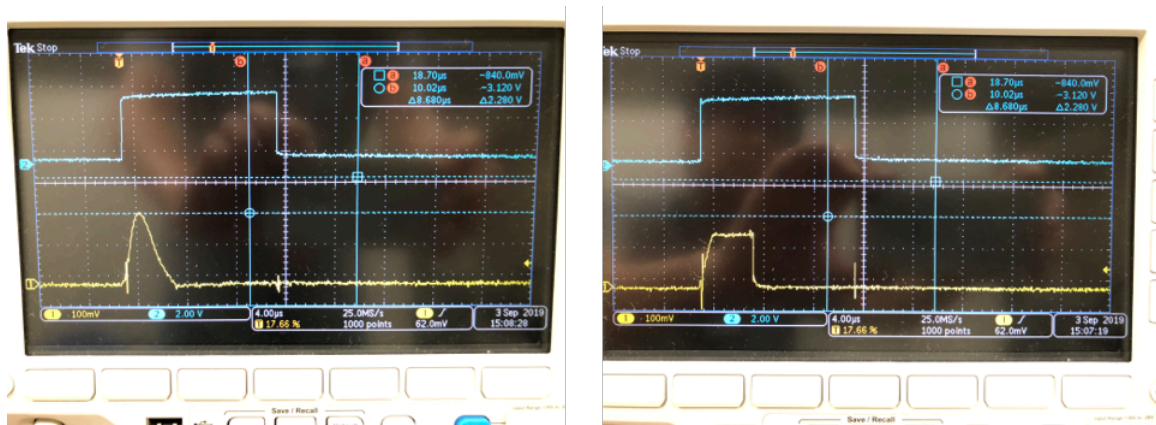 Tek Stop
T
b
a
a 18.70μs -840.0mV
b 10.02μs -3.120 V
Δ8.680μs Δ2.280 V
2
1
1 100mV 2 2.00 V
4.00μs 25.0MS/s 1
T 17.66 % 1000 points 62.0mV
3 Sep 2019
15:08:28
Save / Recall
ek Stop
T
b
a
a 18.70μs -840.0mV
b 10.02μs -3.120 V
Δ8.680μs Δ2.280 V
1 100mV 2 2.00 V
4.00μs 25.0MS/s 1
T 17.66 % 1000 points 62.0mV
3 Sep 2019
15:07:19
Save / Recall